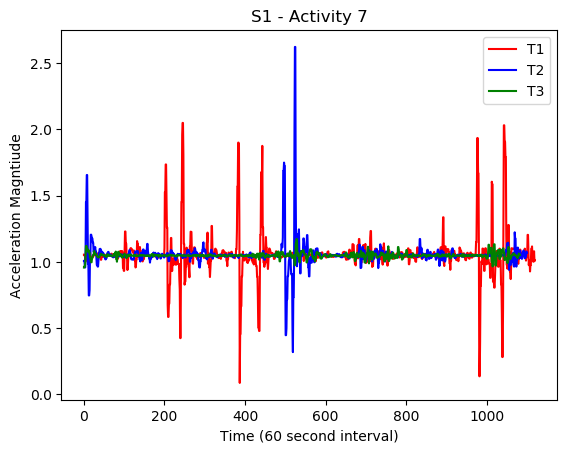 S1 - Activity 7
T1
T2
T3
2.5
2.0
1.5
1.0
0.5
0.0
Acceleration Magntiude
0 200 400 600 800 1000
Time (60 second interval)